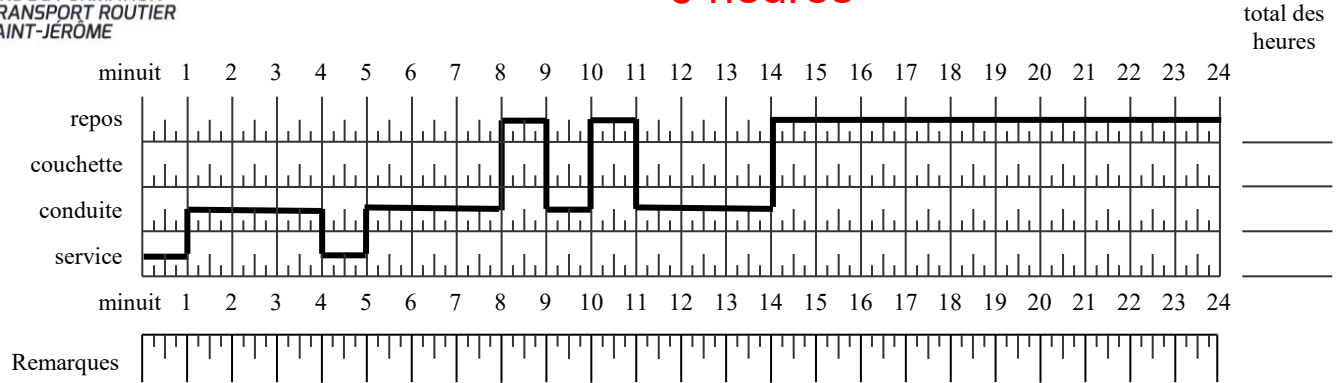 TRANSPORT ROUTIER
SAINT-JÉRÔME
heures
total des
heures
minuit 1 2 3 4 5 6 7 8 9 10 11 12 13 14 15 16 17 18 19 20 21 22 23 24
repos
couchette
conduite
service
minuit 1 2 3 4 5 6 7 8 9 10 11 12 13 14 15 16 17 18 19 20 21 22 23 24
Remarques